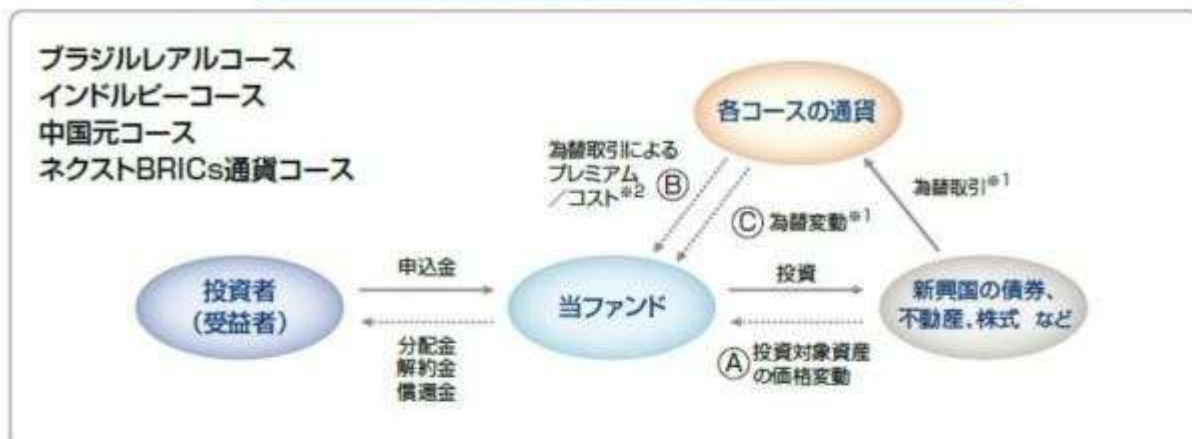 ブラジルレアルコース
インドルピーコース
中国元コース
ネクストBRICs通貨コース
各コースの通貨
為替取引による
プレミアム
／コスト※2
Ⓑ
Ⓒ 為替変動※1
為替取引※1
投資者
（受益者）
申込金
分配金
解約金
償還金
当ファンド
投資
Ⓐ 投資対象資産
の価格変動
新興国の債券、
不動産、株式 など